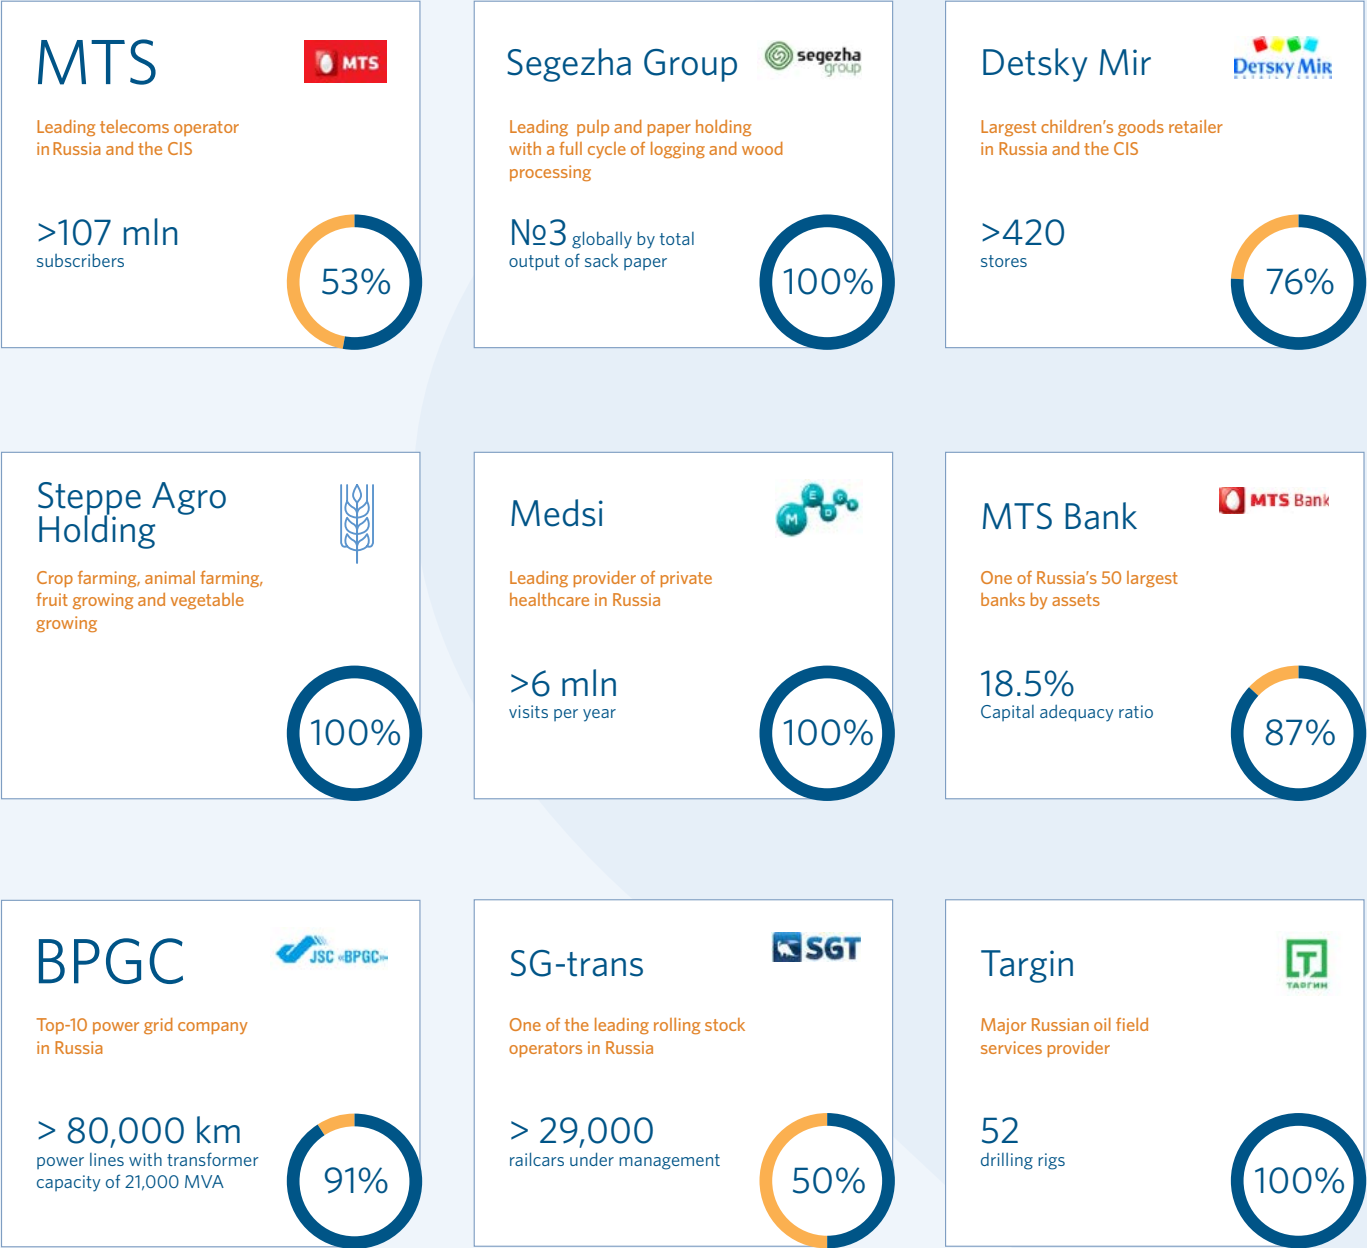 MTS
MTS
Leading telecoms operator
in Russia and the CIS
>107 mln
subscribers
53%
Segezha Group
segezha
group
Leading pulp and paper holding
with a full cycle of logging and wood
processing
№3 globally by total
output of sack paper
100%
Detsky Mir
Detsky Mir
Largest children’s goods retailer
in Russia and the CIS
>420
stores
76%
Steppe Agro
Holding
Crop farming, animal farming,
fruit growing and vegetable
growing
100%
Medsi
M E D
Leading provider of private
healthcare in Russia
>6 mln
visits per year
100%
MTS Bank
MTS Bank
One of Russia’s 50 largest
banks by assets
18.5%
Capital adequacy ratio
87%
BPGC
JSC «BPGC»
Top-10 power grid company
in Russia
> 80,000 km
power lines with transformer
capacity of 21,000 MVA
91%
SG-trans
SGT
One of the leading rolling stock
operators in Russia
> 29,000
railcars under management
50%
Targin
ТАРГИН
Major Russian oil field
services provider
52
drilling rigs
100%